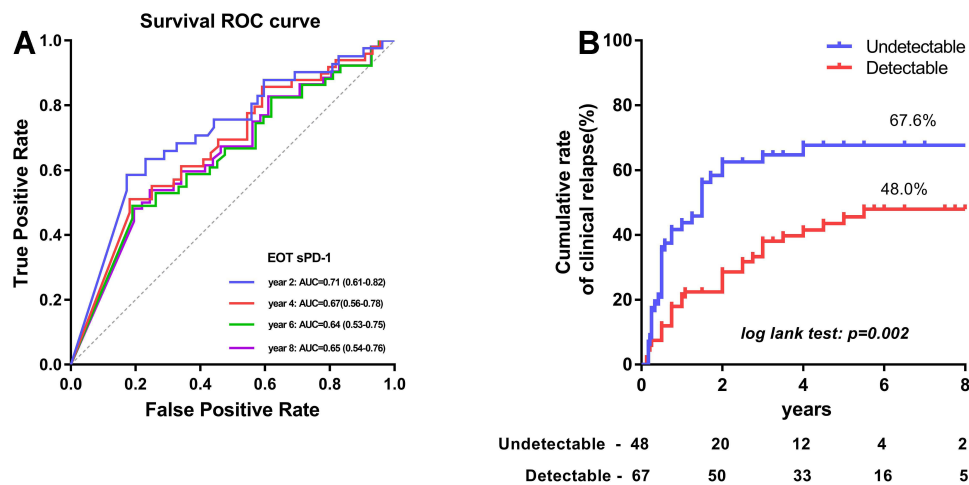 A
Survival ROC curve
True Positive Rate
1.0
0.8
0.6
0.4
0.2
0.0
EOT sPD-1
year 2: AUC=0.71 (0.61-0.82)
year 4: AUC=0.67(0.56-0.78)
year 6: AUC=0.64 (0.53-0.75)
year 8: AUC=0.65 (0.54-0.76)
0.0 0.2 0.4 0.6 0.8 1.0
False Positive Rate
B
Cumulative rate
of clinical relapse(%)
100
80
60
40
20
0
Undetectable
Detectable
67.6%
48.0%
log lank test: p=0.002
0 2 4 6 8
years
Undetectable - 48 20 12 4 2
Detectable - 67 50 33 16 5